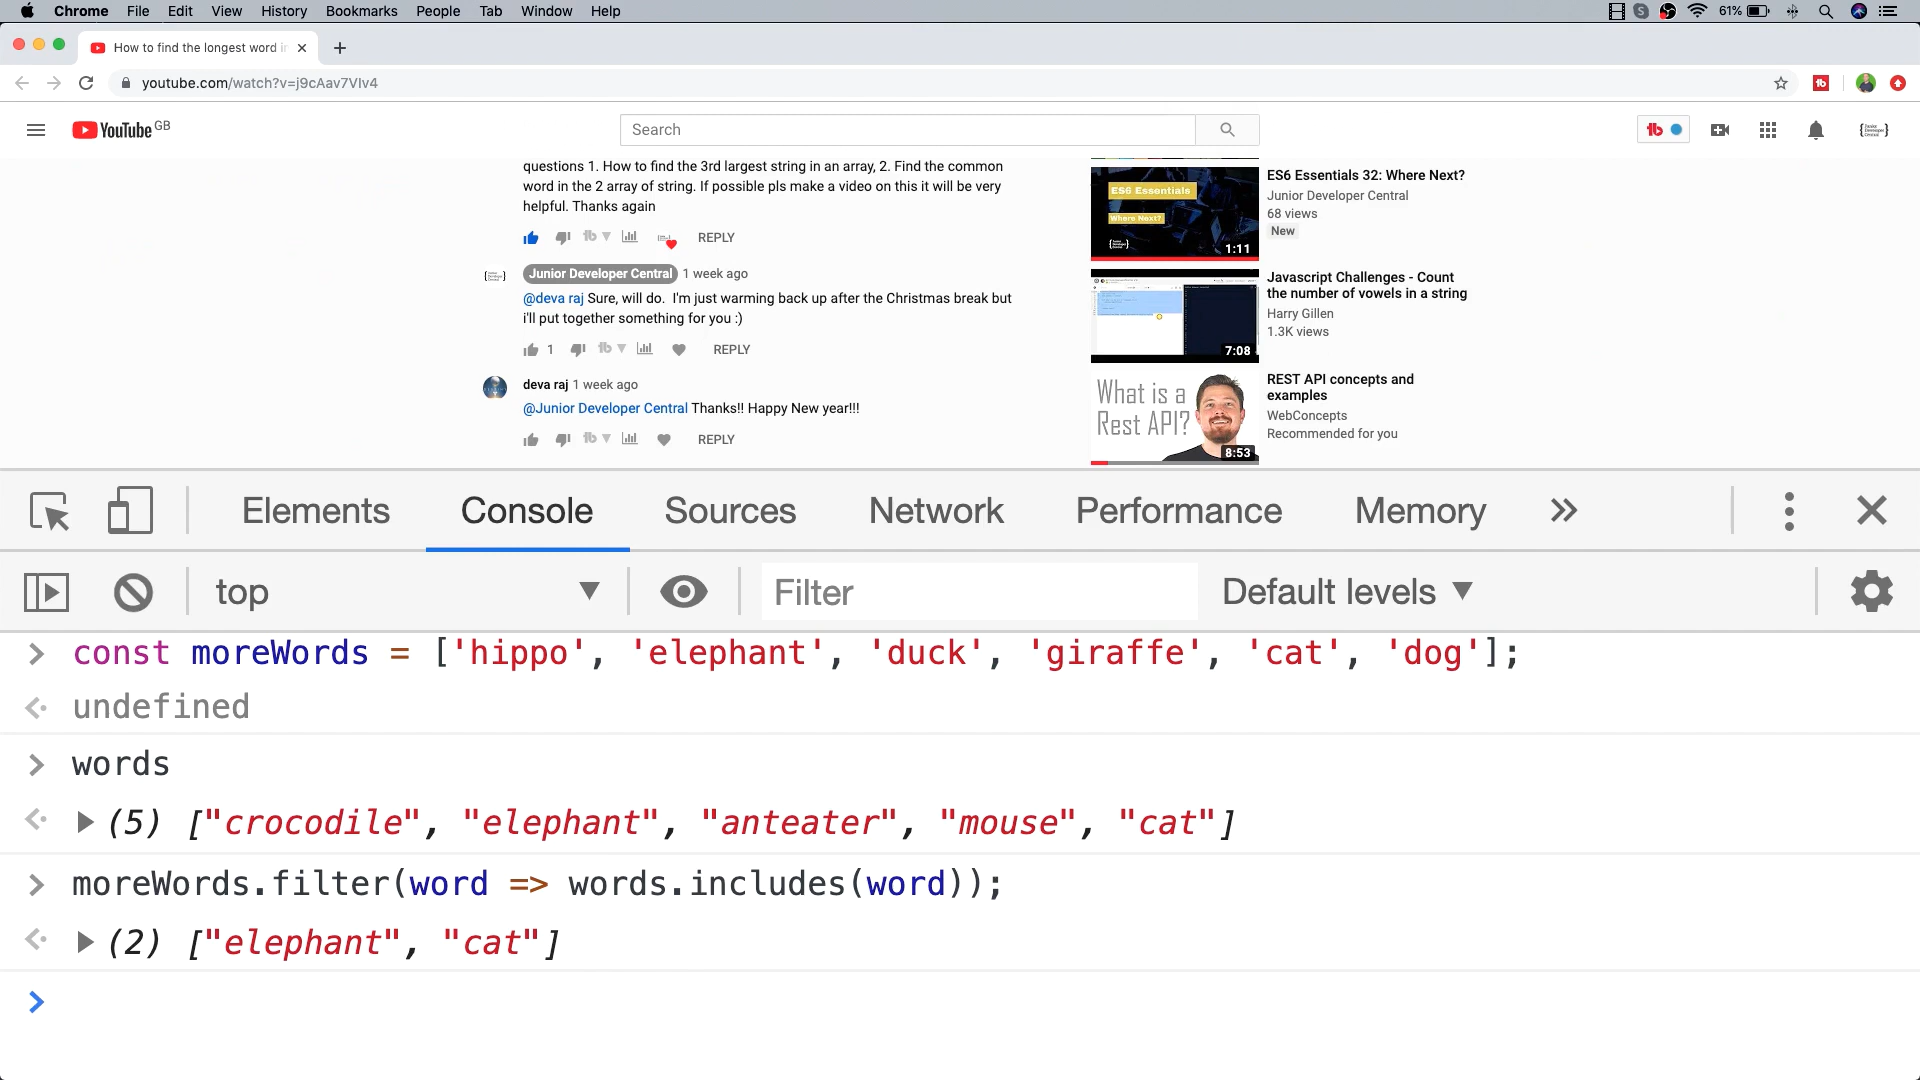 Chrome File Edit View History Bookmarks People Tab Window Help 61%
How to find the longest word in
youtube.com/watch?v=j9cAav7VIv4
YouTube GB Search
questions 1. How to find the 3rd largest string in an array, 2. Find the common
word in the 2 array of string. If possible pls make a video on this it will be very
helpful. Thanks again
REPLY
Junior Developer Central 1 week ago
@deva raj Sure, will do. I'm just warming back up after the Christmas break but
i'll put together something for you :)
1 REPLY
deva raj 1 week ago
@Junior Developer Central Thanks!! Happy New year!!!
REPLY
ES6 Essentials
Where Next?
1:11
ES6 Essentials 32: Where Next?
Junior Developer Central
68 views
New
7:08
Javascript Challenges - Count
the number of vowels in a string
Harry Gillen
1.3K views
What is a
Rest API?
8:53
REST API concepts and
examples
WebConcepts
Recommended for you
Elements Console Sources Network Performance Memory
top Filter Default levels
const moreWords = ['hippo', 'elephant', 'duck', 'giraffe', 'cat', 'dog'];
undefined
words
(5) ["crocodile", "elephant", "anteater", "mouse", "cat"]
moreWords.filter(word => words.includes(word));
(2) ["elephant", "cat"]